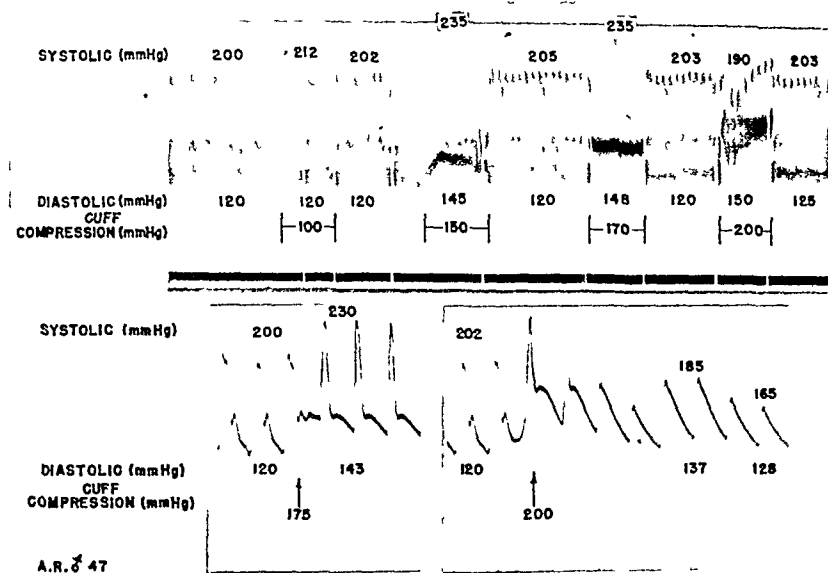 [235] 235
SYSTOLIC (mmHg) 200 212 202 205 203 190 203
DIASTOLIC (mmHg) 120 120 120 145 120 148 120 150 125
CUFF
COMPRESSION (mmHg) 100 150 170 200
230
SYSTOLIC (mmHg) 200 202 185
165
DIASTOLIC (mmHg) 120 143 120 137 128
CUFF
COMPRESSION (mmHg)
175 200
A.R. ♂ 47